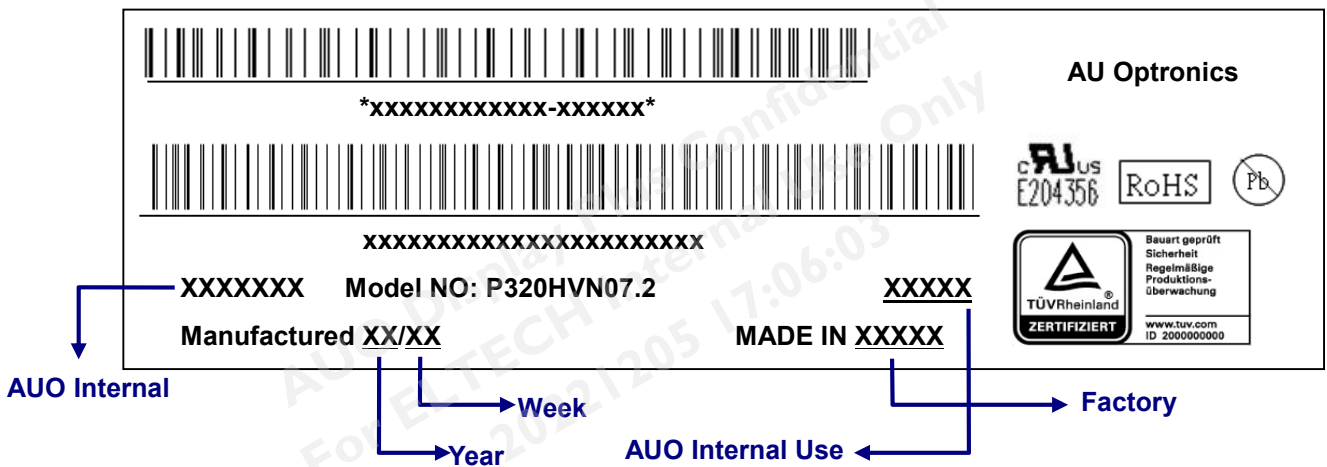 AU Optronics
*xxxxxxxxxxxx-xxxxxx*
c RU US
E204356
RoHS
Pb
xxxxxxxxxxxxxxxxxxxxxxx
Bauart geprüft
Sicherheit
Regelmäßige
Produktions-
überwachung
TÜVRheinland®
ZERTIFIZIERT
www.tuv.com
ID 2000000000
XXXXXXX Model NO: P320HVN07.2 XXXXX
Manufactured XX/XX MADE IN XXXXX
AUO Internal
Week
Factory
Year
AUO Internal Use
AUO Display Plus Confidential
For ELTECH Internal Use Only
20221205 17:06:03